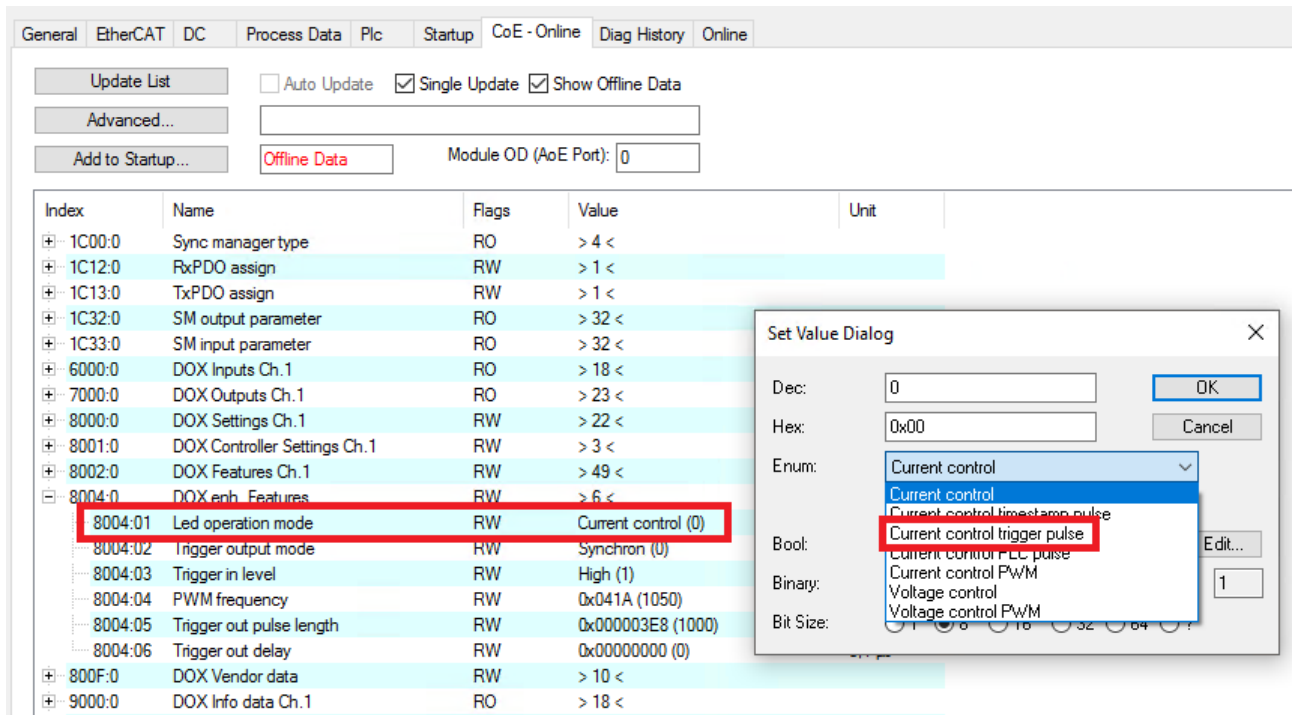 General EtherCAT DC Process Data Plc Startup CoE - Online Diag History Online
Update List Auto Update Single Update Show Offline Data
Advanced...
Add to Startup... Offline Data Module OD (AoE Port): 0
Index Name Flags Value Unit
1C00:0 Sync manager type RO > 4 <
1C12:0 RxPDO assign RW > 1 <
1C13:0 TxPDO assign RW > 1 <
1C32:0 SM output parameter RO > 32 <
1C33:0 SM input parameter RO > 32 <
6000:0 DOX Inputs Ch.1 RO > 18 <
7000:0 DOX Outputs Ch.1 RO > 23 <
8000:0 DOX Settings Ch.1 RW > 22 <
8001:0 DOX Controller Settings Ch.1 RW > 3 <
8002:0 DOX Features Ch.1 RW > 49 <
8004:0 DOX enh. Features RW > 6 <
8004:01 Led operation mode RW Current control (0)
8004:02 Trigger output mode RW Synchron (0)
8004:03 Trigger in level RW High (1)
8004:04 PWM frequency RW 0x041A (1050)
8004:05 Trigger out pulse length RW 0x000003E8 (1000)
8004:06 Trigger out delay RW 0x00000000 (0)
800F:0 DOX Vendor data RW > 10 <
9000:0 DOX Info data Ch.1 RO > 18 <
Set Value Dialog
Dec: 0 OK
Hex: 0x00 Cancel
Enum: Current control
Current control
Current control timestamp pulse
Current control trigger pulse
Current control PLC pulse
Current control PWM
Voltage control
Voltage control PWM
Bool: Edit...
Binary: 1
Bit Size: 1 8 16 32 64 ?